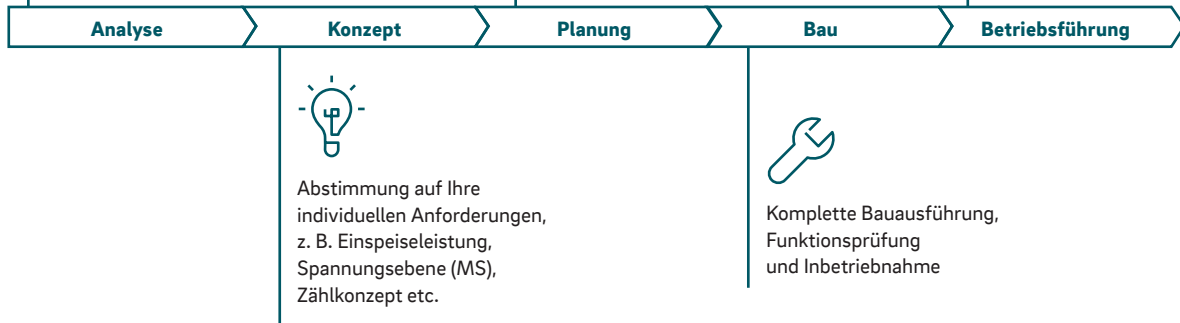 Analyse
Konzept
Planung
Bau
Betriebsführung
Abstimmung auf Ihre
individuellen Anforderungen,
z. B. Einspeiseleistung,
Spannungsebene (MS),
Zählkonzept etc.
Komplette Bauausführung,
Funktionsprüfung
und Inbetriebnahme